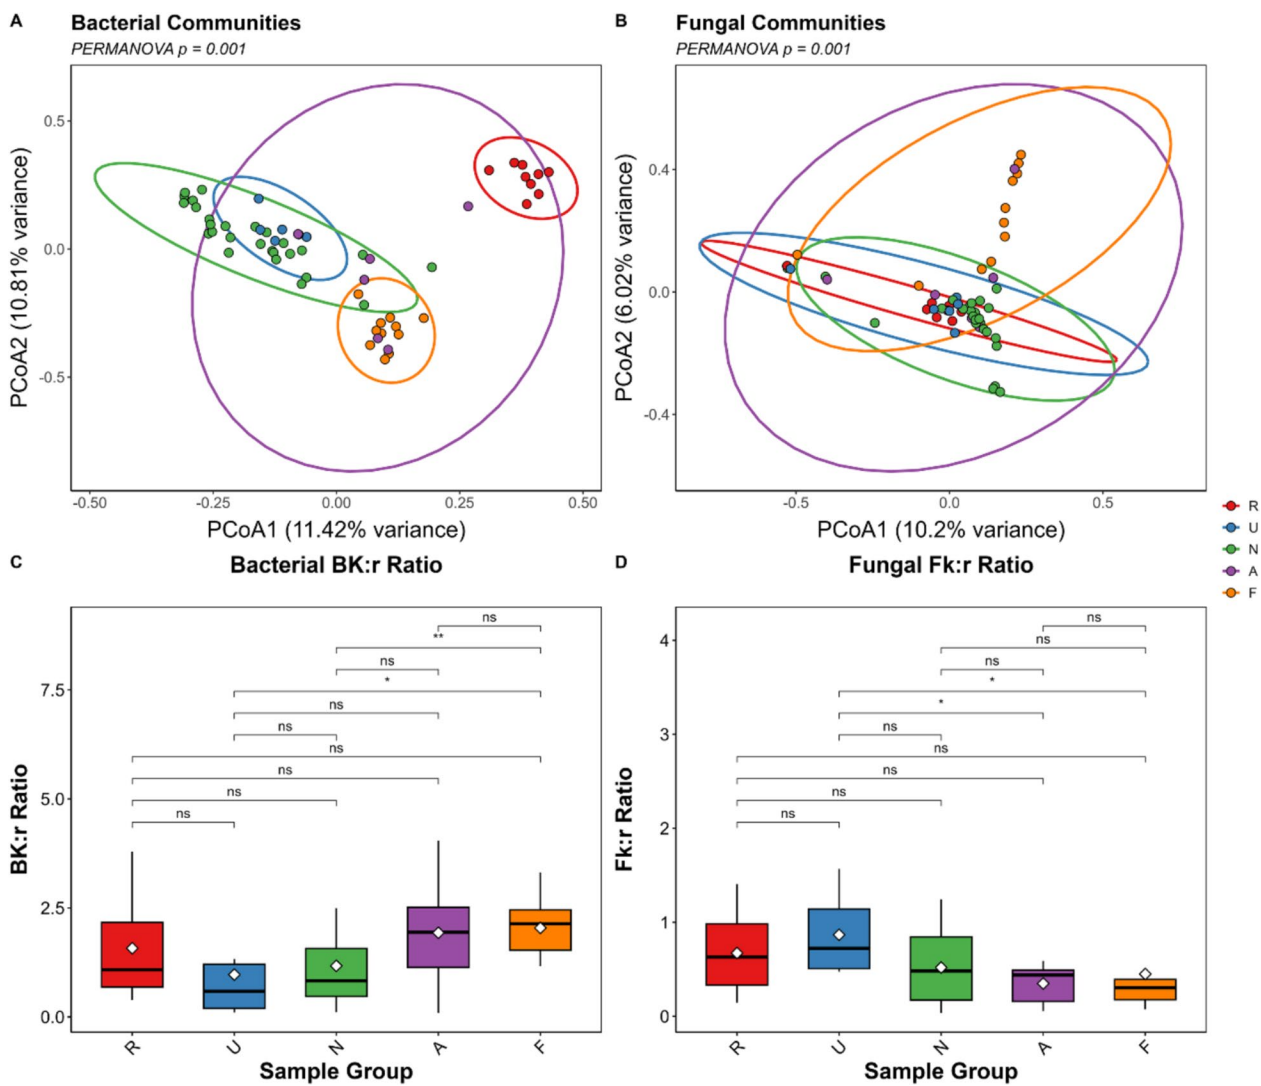 A
Bacterial Communities
PERMANOVA p = 0.001
0.5
0.0
-0.5
-0.50
-0.25
0.00
0.25
0.50
PCoA1 (11.42% variance)
PCoA2 (10.81% variance)
B
Fungal Communities
PERMANOVA p = 0.001
0.4
0.0
-0.4
-0.5
0.0
0.5
PCoA1 (10.2% variance)
PCoA2 (6.02% variance)
R
U
N
A
F
C
Bacterial BK:r Ratio
ns
**
ns
*
ns
ns
ns
ns
ns
ns
7.5
5.0
2.5
0.0
BK:r Ratio
R
U
N
A
F
Sample Group
D
Fungal Fk:r Ratio
ns
ns
ns
*
*
ns
ns
ns
ns
ns
4
3
2
1
0
Fk:r Ratio
R
U
N
A
F
Sample Group